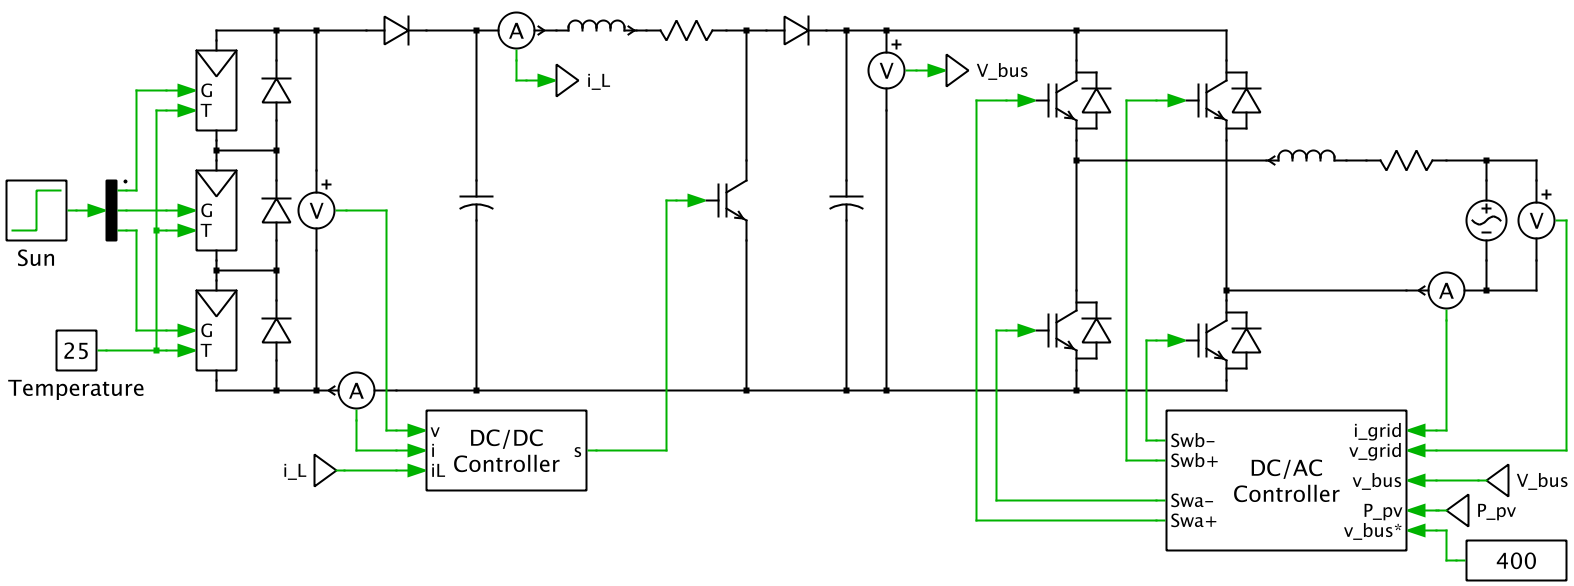 A
i_L
+
V
V_bus
G
T
Sun
G
T
+
V
+
−
+
V
25
Temperature
G
T
A
A
v
i
iL
DC/DC
Controller
s
i_L
Swb-
Swb+
Swa-
Swa+
DC/AC
Controller
i_grid
v_grid
v_bus
P_pv
v_bus*
V_bus
P_pv
400